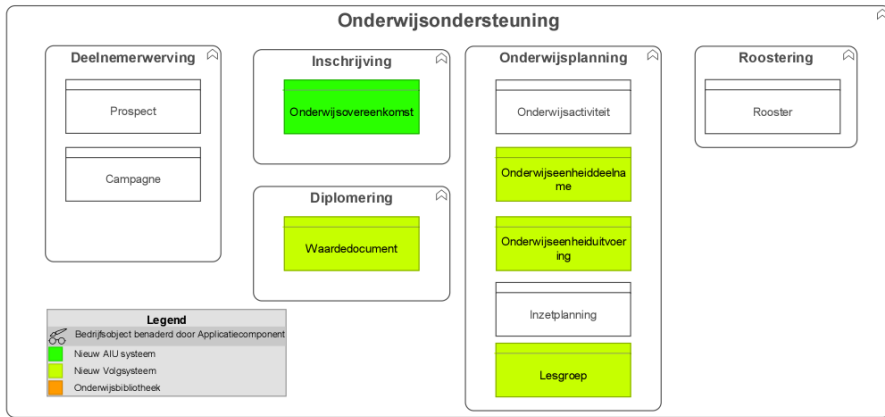 Onderwijsondersteuning
Deelnemerwerving
Prospect
Campagne
Inschrijving
Onderwijsovereenkomst
Diplomering
Waardedocument
Onderwijsplanning
Onderwijsactiviteit
Onderwijseenheiddeelna
me
Onderwijseenheiduitvoer
ing
Inzetplanning
Lesgroep
Roostering
Rooster
Legend
Bedrijfsobject benaderd door Applicatiecomponent
Nieuw AIU systeem
Nieuw Volgsysteem
Onderwijsbibliotheek